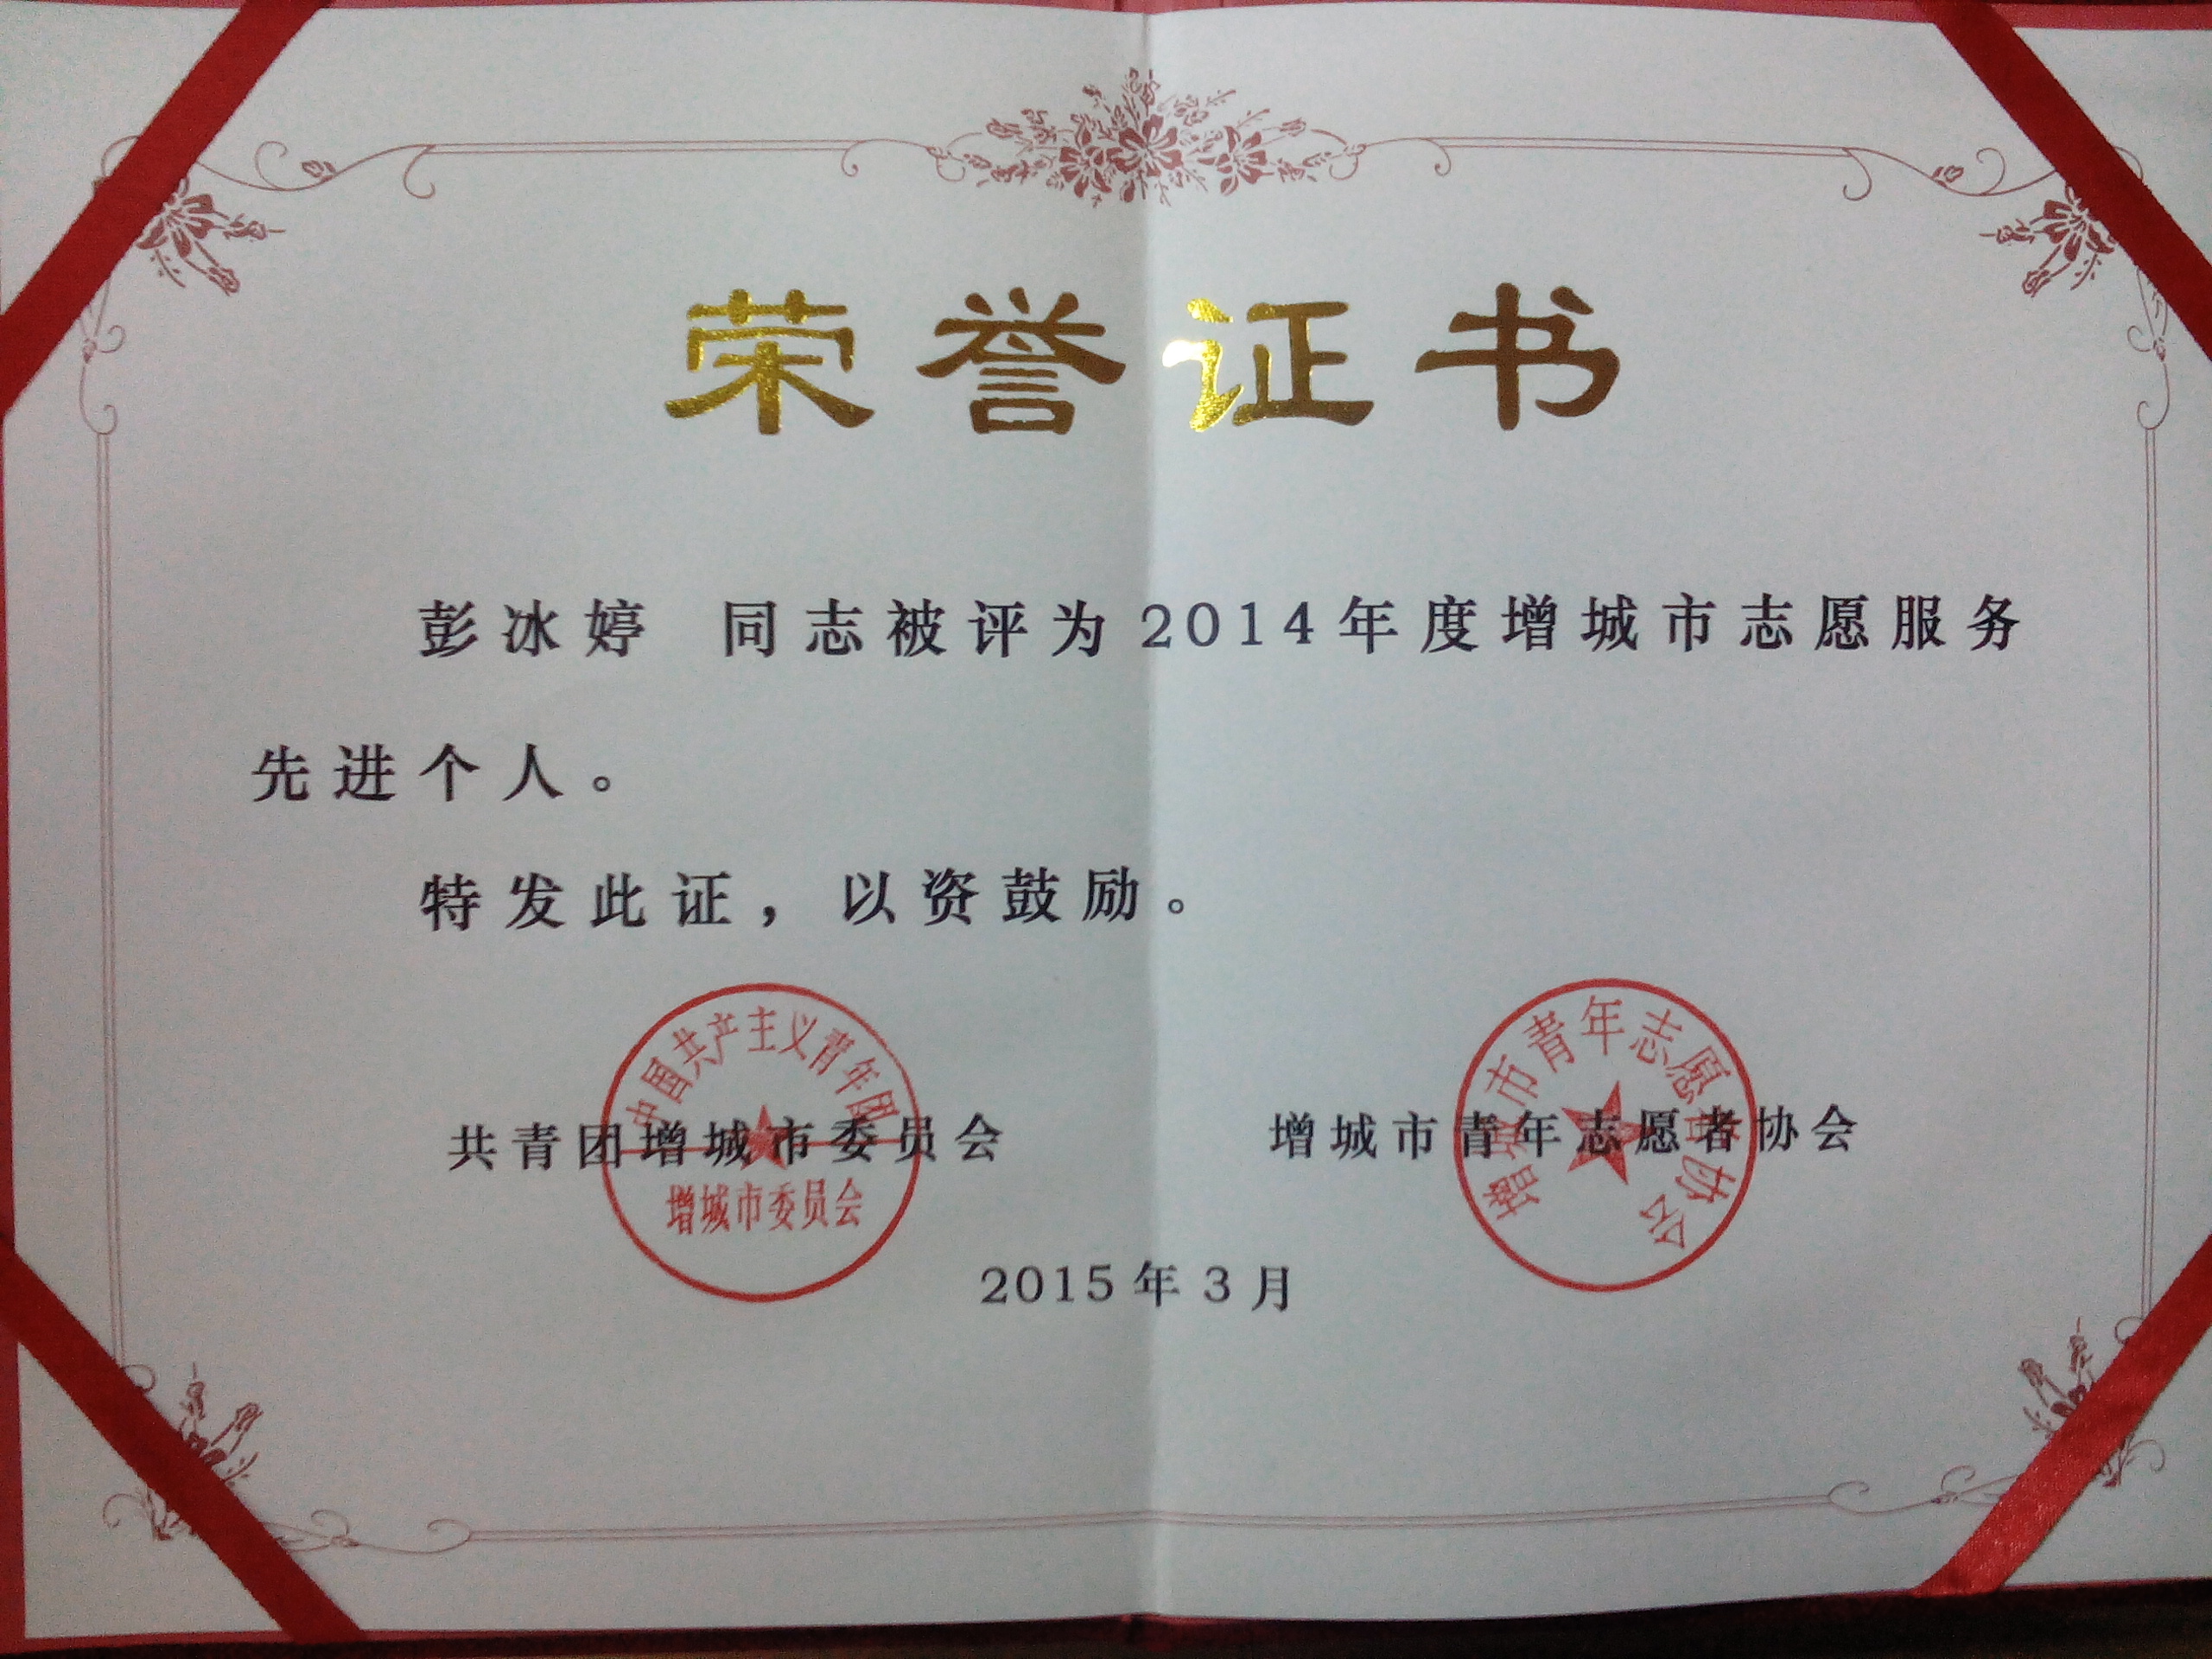 荣誉证书
彭冰婷 同志被评为2014年度增城市志愿服务
先进个人。
特发此证，以资鼓励。
中国共产主义青年团
共青团增城市委员会
增城市委员会
增城市青年志愿者协会
增城市青年志愿者协会
2015年3月